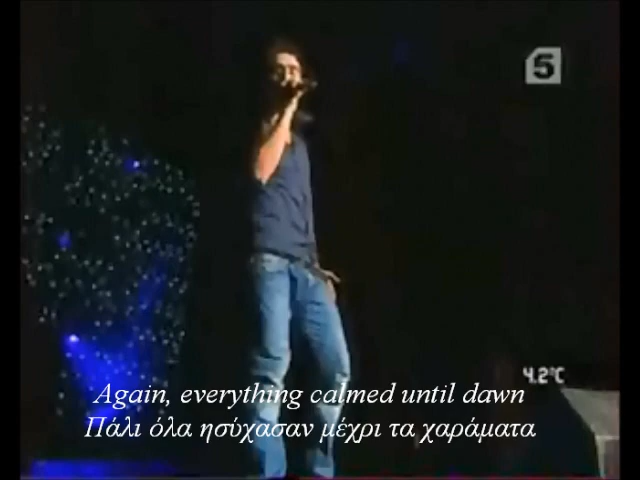 5
4.2°C
Again, everything calmed until dawn
Πάλι όλα ησύχασαν μέχρι τα χαράματα